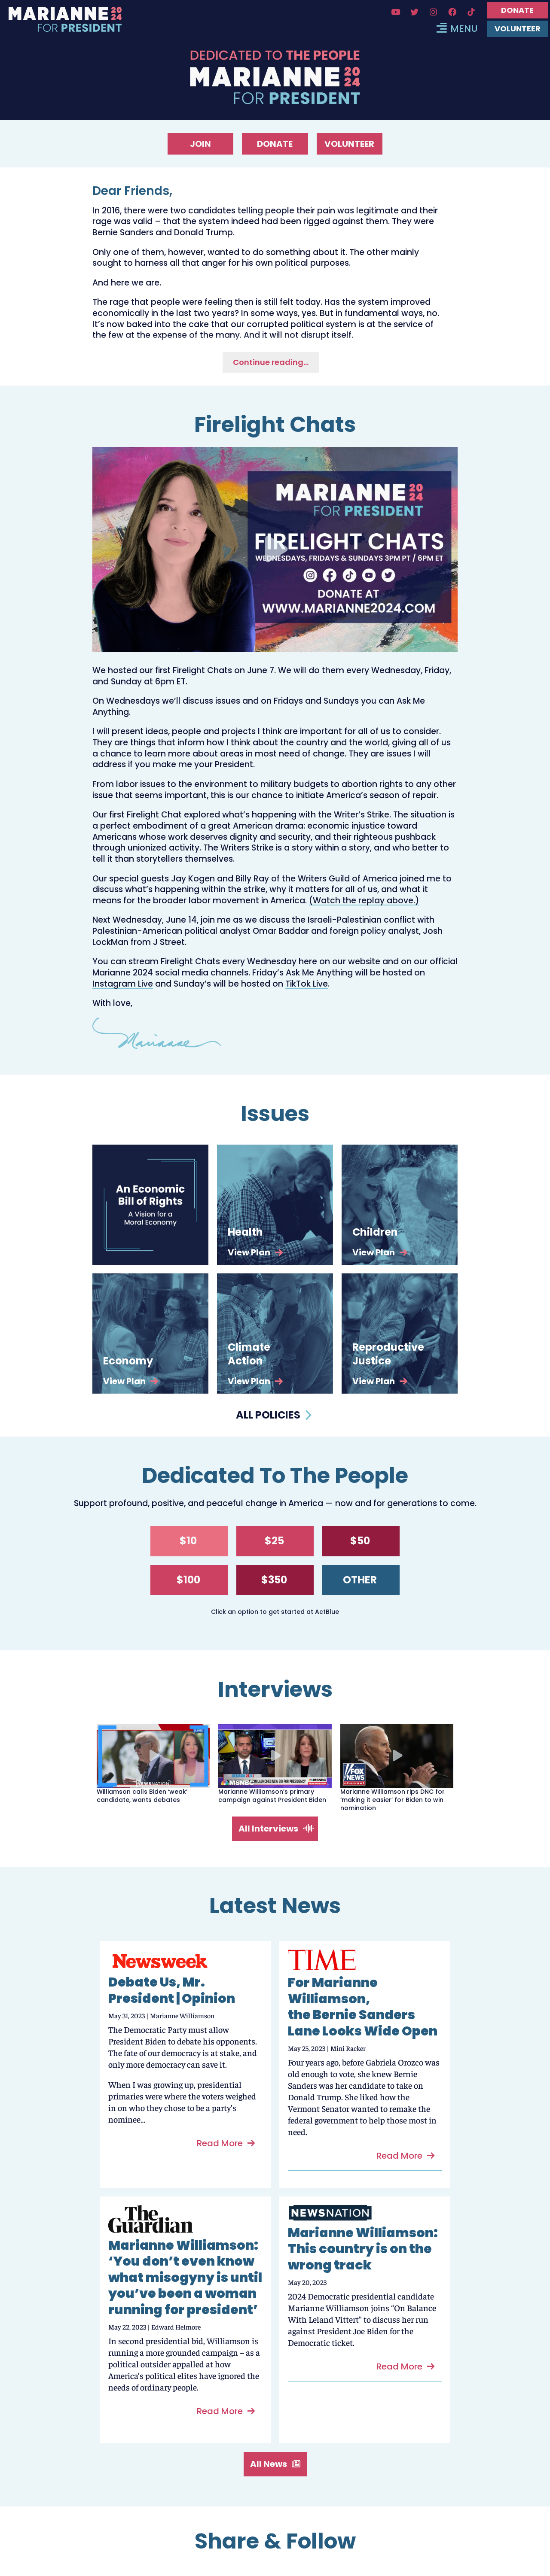 MARIANNE 2024
FOR PRESIDENT
DONATE
MENU
VOLUNTEER
DEDICATED TO THE PEOPLE
MARIANNE 2024
FOR PRESIDENT
JOIN
DONATE
VOLUNTEER
Dear Friends,
In 2016, there were two candidates telling people their pain was legitimate and their
rage was valid – that the system indeed had been rigged against them. They were
Bernie Sanders and Donald Trump.
Only one of them, however, wanted to do something about it. The other mainly
sought to harness all that anger for his own political purposes.
And here we are.
The rage that people were feeling then is still felt today. Has the system improved
economically in the last two years? In some ways, yes. But in fundamental ways, no.
It's now baked into the cake that our corrupted political system is at the service of
the few at the expense of the many. And it will not disrupt itself.
Continue reading...
Firelight Chats
MARIANNE 2024
FOR PRESIDENT
FIRELIGHT CHATS
WEDNESDAYS, FRIDAYS & SUNDAYS 3PM PT / 6PM ET
DONATE AT
WWW.MARIANNE2024.COM
We hosted our first Firelight Chats on June 7. We will do them every Wednesday, Friday,
and Sunday at 6pm ET.
On Wednesdays we'll discuss issues and on Fridays and Sundays you can Ask Me
Anything.
I will present ideas, people and projects I think are important for all of us to consider.
They are things that inform how I think about the country and the world, giving all of us
a chance to learn more about areas in most need of change. They are issues I will
address if you make me your President.
From labor issues to the environment to military budgets to abortion rights to any other
issue that seems important, this is our chance to initiate America's season of repair.
Our first Firelight Chat explored what's happening with the Writer's Strike. The situation is
a perfect embodiment of a great American drama: economic injustice toward
Americans whose work deserves dignity and security, and their righteous pushback
through unionized activity. The Writers Strike is a story within a story, and who better to
tell it than storytellers themselves.
Our special guests Jay Kogen and Billy Ray of the Writers Guild of America joined me to
discuss what's happening within the strike, why it matters for all of us, and what it
means for the broader labor movement in America. (Watch the replay above.)
Next Wednesday, June 14, join me as we discuss the Israeli-Palestinian conflict with
Palestinian-American political analyst Omar Baddar and foreign policy analyst, Josh
LockMan from J Street.
You can stream Firelight Chats every Wednesday here on our website and on our official
Marianne 2024 social media channels. Friday's Ask Me Anything will be hosted on
Instagram Live and Sunday's will be hosted on TikTok Live.
With love,
Marianne
Issues
An Economic
Bill of Rights
A Vision for a
Moral Economy
Health
View Plan
Children
View Plan
Economy
View Plan
Climate
Action
View Plan
Reproductive
Justice
View Plan
ALL POLICIES
Dedicated To The People
Support profound, positive, and peaceful change in America — now and for generations to come.
$10
$25
$50
$100
$350
OTHER
Click an option to get started at ActBlue
Interviews
MSNBC
FOX NEWS
Williamson calls Biden 'weak'
candidate, wants debates
Marianne Williamson's primary
campaign against President Biden
Marianne Williamson rips DNC for
'making it easier' for Biden to win
nomination
All Interviews
Latest News
Newsweek
Debate Us, Mr.
President | Opinion
May 31, 2023 | Marianne Williamson
The Democratic Party must allow
President Biden to debate his opponents.
The fate of our democracy is at stake, and
only more democracy can save it.
When I was growing up, presidential
primaries were where the voters weighed
in on who they chose to be a party's
nominee...
Read More
TIME
For Marianne
Williamson,
the Bernie Sanders
Lane Looks Wide Open
May 25, 2023 | Mini Racker
Four years ago, before Gabriela Orozco was
old enough to vote, she knew Bernie
Sanders was her candidate to take on
Donald Trump. She liked how the
Vermont Senator wanted to remake the
federal government to help those most in
need.
Read More
The
Guardian
Marianne Williamson:
'You don't even know
what misogyny is until
you've been a woman
running for president'
May 22, 2023 | Edward Helmore
In second presidential bid, Williamson is
running a more grounded campaign – as a
political outsider appalled at how
America's political elites have ignored the
needs of ordinary people.
Read More
NEWSNATION
Marianne Williamson:
This country is on the
wrong track
May 20, 2023
2024 Democratic presidential candidate
Marianne Williamson joins "On Balance
With Leland Vittert" to discuss her run
against President Joe Biden for the
Democratic ticket.
Read More
All News
Share & Follow